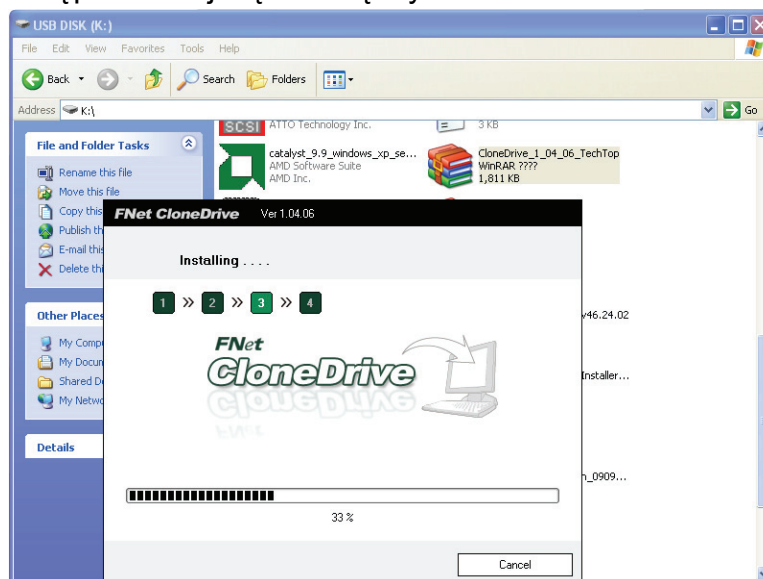 USB DISK (K:)
File Edit View Favorites Tools Help
Back Search Folders
Address K:\ Go
SCSI ATTO Technology Inc. 3 KB
File and Folder Tasks
Rename this file
Move this file
Copy this
Publish th
E-mail this
Delete thi
Other Places
My Compu
My Docum
Shared D
My Netwo
Details
catalyst_9.9_windows_xp_se...
AMD Software Suite
AMD Inc.
CloneDrive_1_04_06_TechTop
WinRAR ????
1,811 KB
FNet CloneDrive Ver 1.04.06
Installing . . . .
1 » 2 » 3 » 4
FNet
CloneDrive
v46.24.02
Installer...
n_0909...
33 %
Cancel